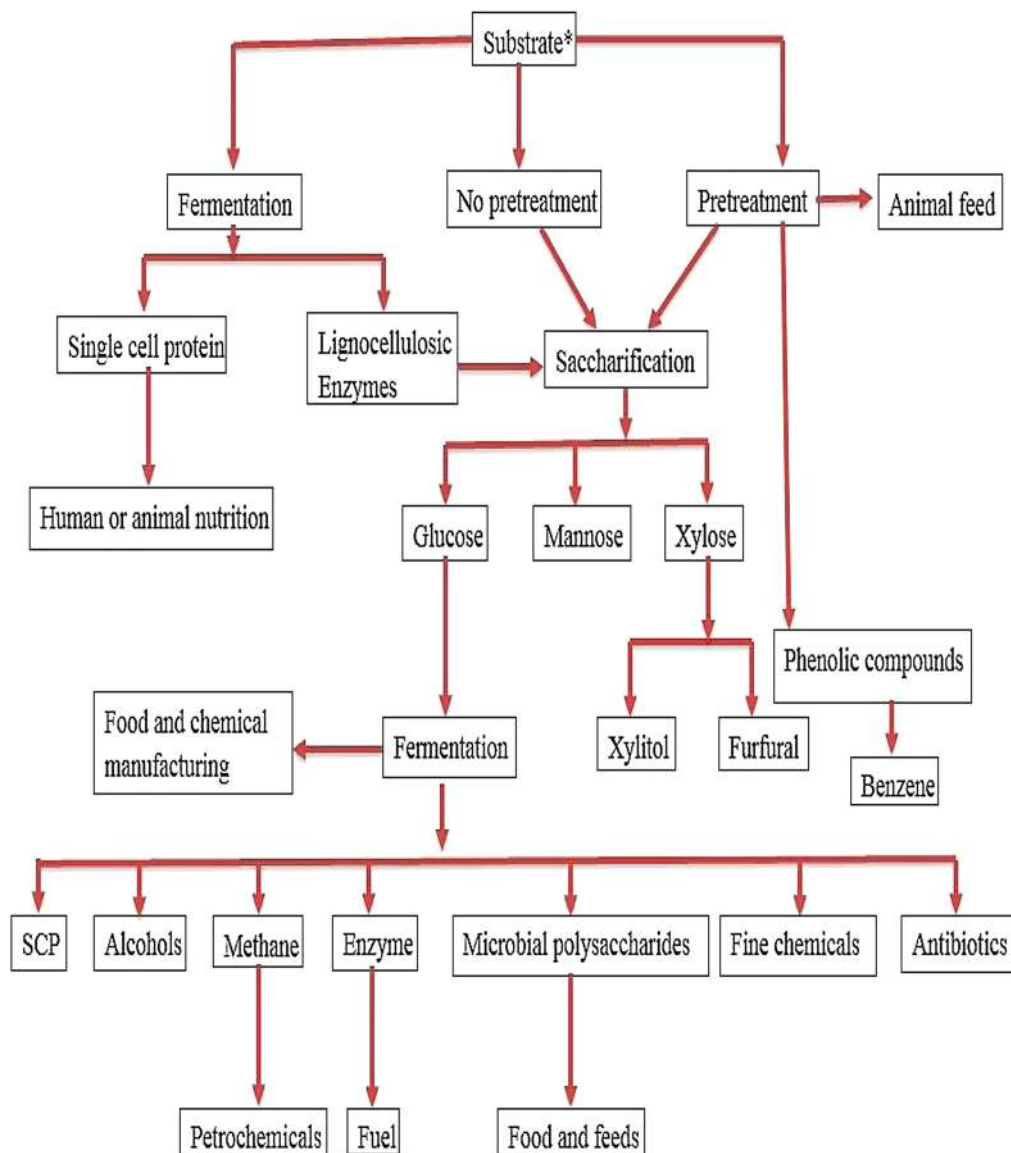 Substrate*
Fermentation
No pretreatment
Pretreatment
Animal feed
Single cell protein
Lignocellulosic
Enzymes
Saccharification
Human or animal nutrition
Glucose
Mannose
Xylose
Phenolic compounds
Food and chemical
manufacturing
Fermentation
Xylitol
Furfural
Benzene
SCP
Alcohols
Methane
Enzyme
Microbial polysaccharides
Fine chemicals
Antibiotics
Petrochemicals
Fuel
Food and feeds